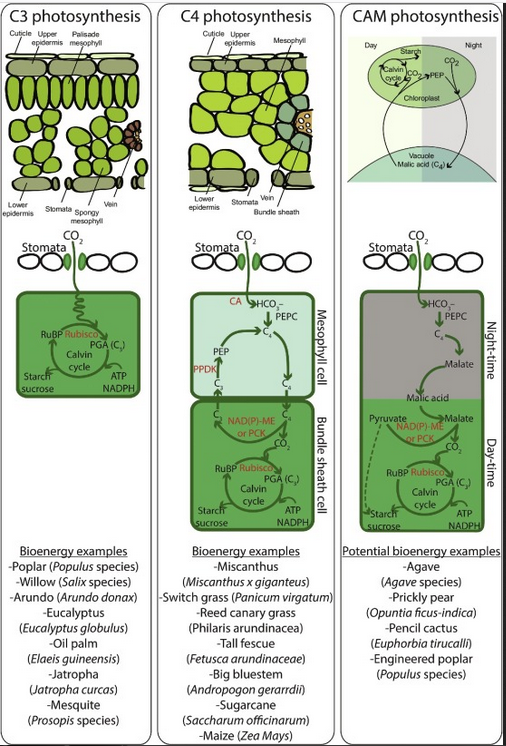 C3 photosynthesis
Cuticle
Upper
epidermis
Palisade
mesophyll
Lower
epidermis
Stomata
Spongy
mesophyll
Vein
CO2
Stomata
RuBP
Rubisco
PGA (C3)
Calvin
cycle
Starch
sucrose
ATP
NADPH
Bioenergy examples
-Poplar (Populus species)
-Willow (Salix species)
-Arundo (Arundo donax)
-Eucalyptus
(Eucalyptus globulus)
-Oil palm
(Elaeis guineensis)
-Jatropha
(Jatropha curcas)
-Mesquite
(Prosopis species)
C4 photosynthesis
Cuticle
Upper
epidermis
Mesophyll
Lower
epidermis
Stomata
Vein
Bundle sheath
CO2
Stomata
CA
HCO3–
PEPC
C4
PEP
PPDK
C3
C4
Mesophyll cell
C3
C4
NAD(P)-ME
or PCK
CO2
RuBP
Rubisco
PGA (C3)
Calvin
cycle
Starch
sucrose
ATP
NADPH
Bundle sheath cell
Bioenergy examples
-Miscanthus
(Miscanthus x giganteus)
-Switch grass (Panicum virgatum)
-Reed canary grass
(Philaris arundinacea)
-Tall fescue
(Fetusca arundinaceae)
-Big bluestem
(Andropogon gerarrdii)
-Sugarcane
(Saccharum officinarum)
-Maize (Zea Mays)
CAM photosynthesis
Day
Night
Starch
Calvin
cycle
CO2
PEP
CO2
Chloroplast
Vacuole
Malic acid (C4)
CO2
Stomata
HCO3–
PEPC
C4
Malate
Malic acid
Night-time
Pyruvate
Malate
NAD(P)-ME
or PCK
CO2
RuBP
Rubisco
PGA (C3)
Calvin
cycle
Starch
sucrose
ATP
NADPH
Day-time
Potential bioenergy examples
-Agave
(Agave species)
-Prickly pear
(Opuntia ficus-indica)
-Pencil cactus
(Euphorbia tirucalli)
-Engineered poplar
(Populus species)